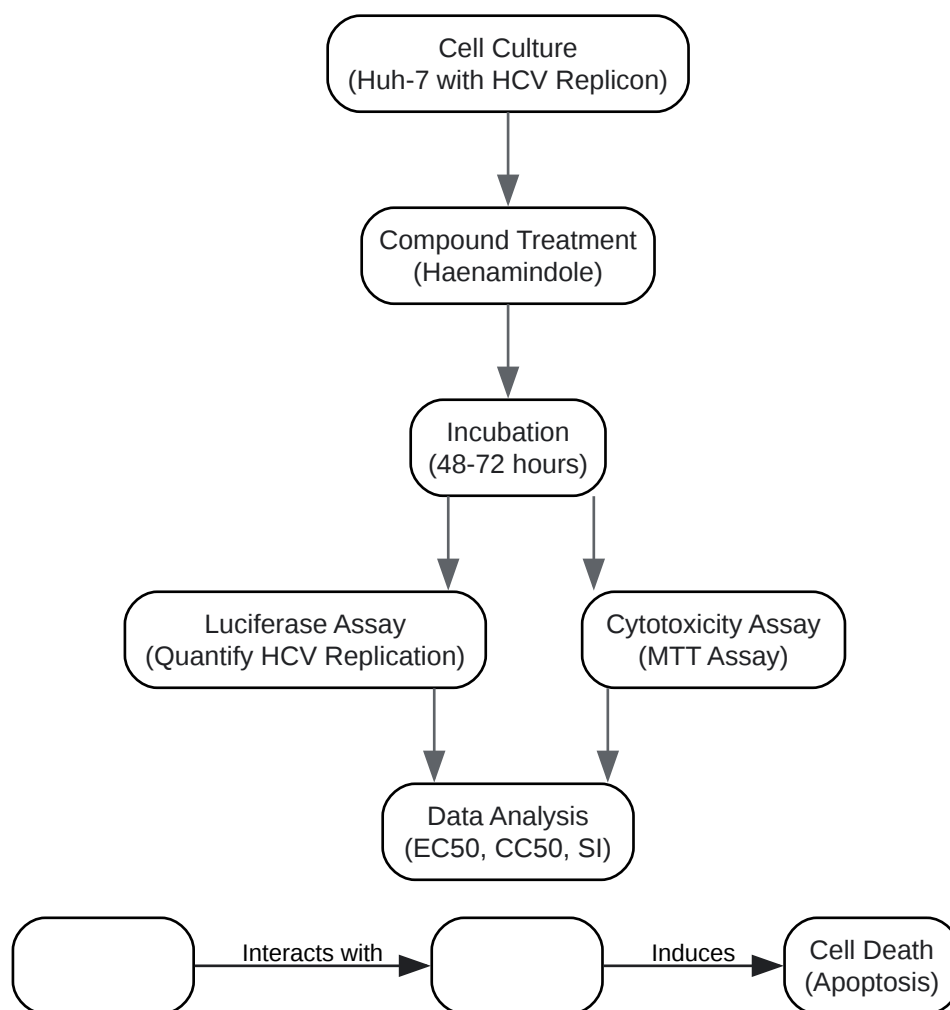 Cell Culture
(Huh-7 with HCV Replicon)
Compound Treatment
(Haenamindole)
Incubation
(48-72 hours)
Luciferase Assay
(Quantify HCV Replication)
Cytotoxicity Assay
(MTT Assay)
Data Analysis
(EC50, CC50, SI)
Interacts with
Induces
Cell Death
(Apoptosis)